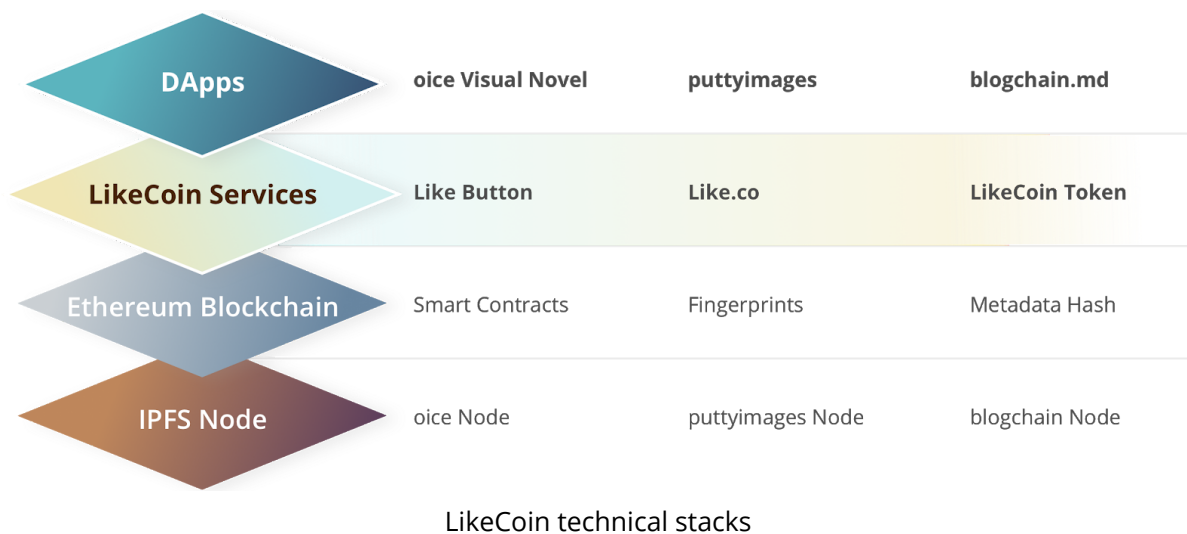 DApps oice Visual Novel puttyimages blogchain.md
LikeCoin Services Like Button Like.co LikeCoin Token
Ethereum Blockchain Smart Contracts Fingerprints Metadata Hash
IPFS Node oice Node puttyimages Node blogchain Node
LikeCoin technical stacks